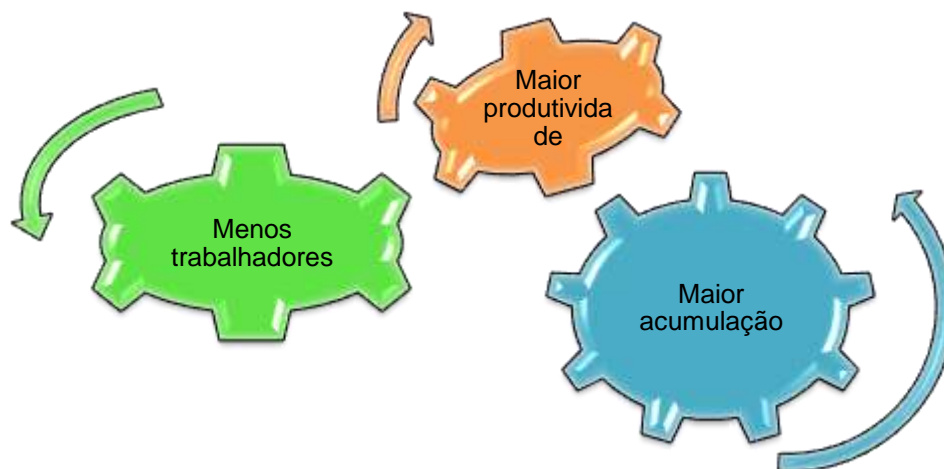 Maior
produtivida
de
Menos
trabalhadores
Maior
acumulação